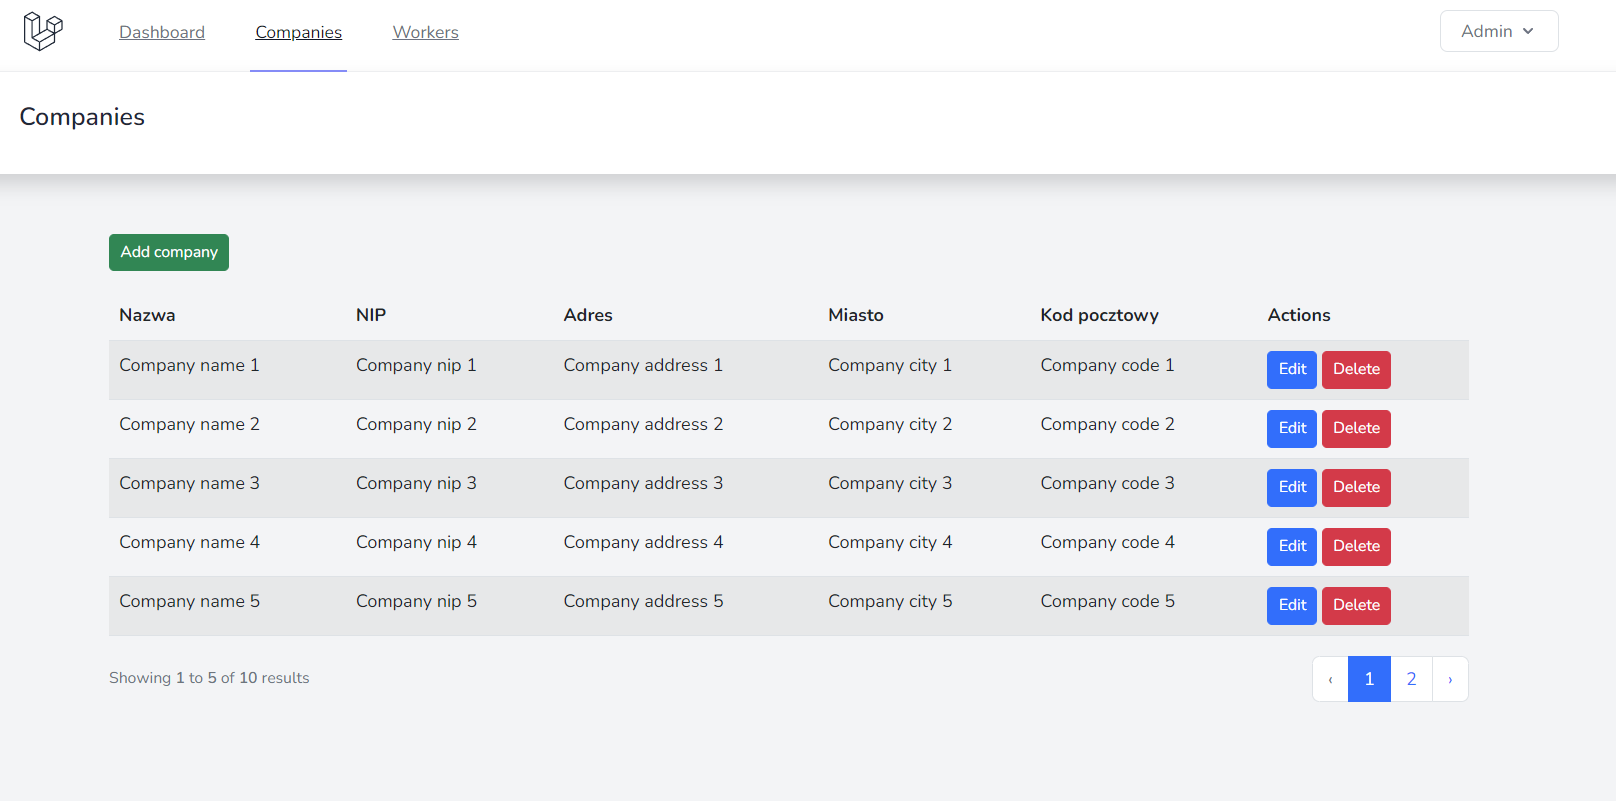 Dashboard Companies Workers Admin
Companies
Add company
Nazwa NIP Adres Miasto Kod pocztowy Actions
Company name 1 Company nip 1 Company address 1 Company city 1 Company code 1 Edit Delete
Company name 2 Company nip 2 Company address 2 Company city 2 Company code 2 Edit Delete
Company name 3 Company nip 3 Company address 3 Company city 3 Company code 3 Edit Delete
Company name 4 Company nip 4 Company address 4 Company city 4 Company code 4 Edit Delete
Company name 5 Company nip 5 Company address 5 Company city 5 Company code 5 Edit Delete
Showing 1 to 5 of 10 results ‹ 1 2 ›